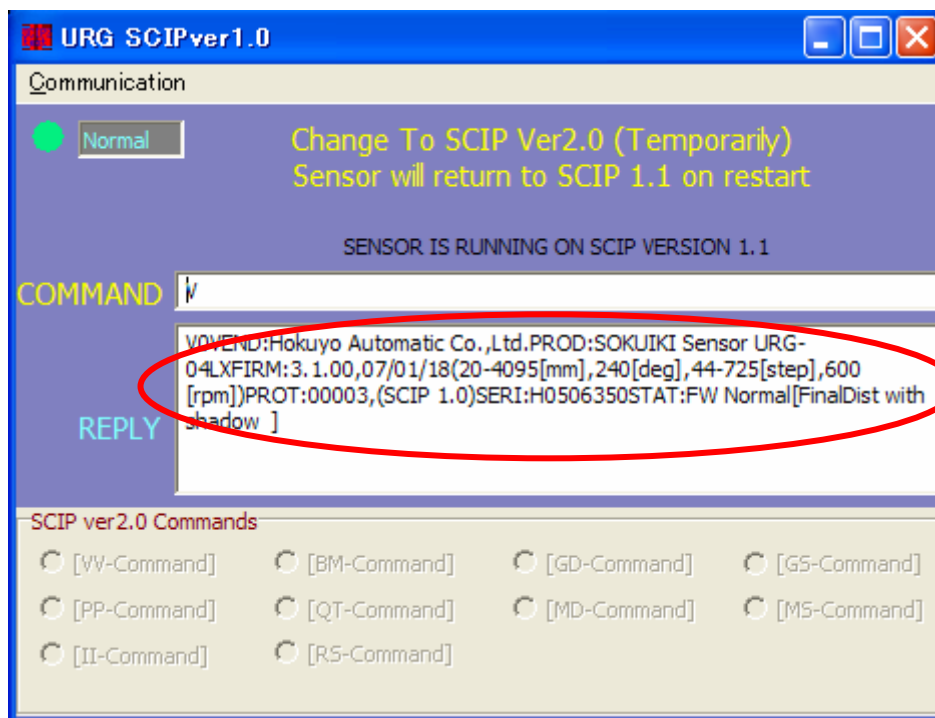 URG SCIPver1.0
Communication
Normal
Change To SCIP Ver2.0 (Temporarily)
Sensor will return to SCIP 1.1 on restart
SENSOR IS RUNNING ON SCIP VERSION 1.1
COMMAND V
V0VEND:Hokuyo Automatic Co.,Ltd.PROD:SOKUIKI Sensor URG-
04LXFIRM:3.1.00,07/01/18(20-4095[mm],240[deg],44-725[step],600
[rpm])PROT:00003,(SCIP 1.0)SERI:H0506350STAT:FW Normal[FinalDist with
REPLY shadow ]
SCIP ver2.0 Commands
[VV-Command] [BM-Command] [GD-Command] [GS-Command]
[PP-Command] [QT-Command] [MD-Command] [MS-Command]
[II-Command] [RS-Command]